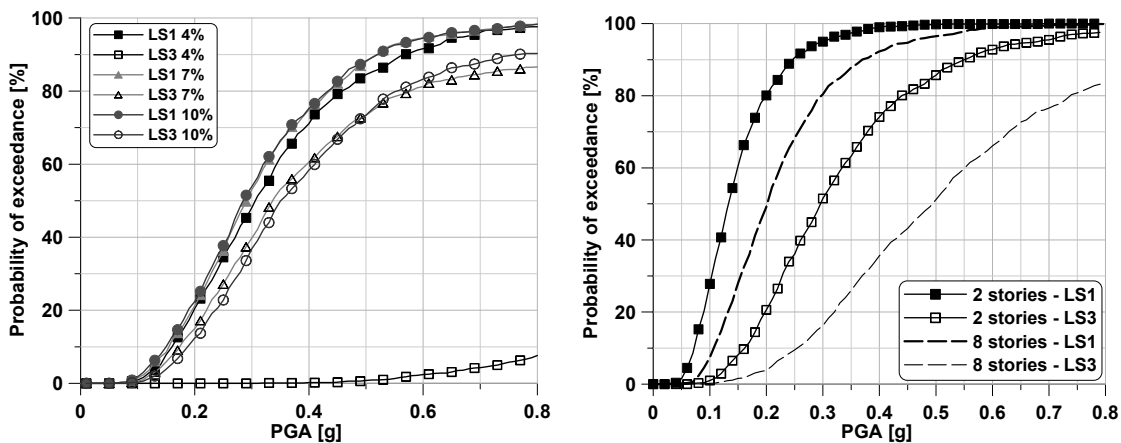 100
80
60
40
20
0
Probability of exceedance [%]
LS1 4%
LS3 4%
LS1 7%
LS3 7%
LS1 10%
LS3 10%
0
0.2
0.4
0.6
0.8
PGA [g]
100
80
60
40
20
0
Probability of exceedance [%]
2 stories - LS1
2 stories - LS3
8 stories - LS1
8 stories - LS3
0
0.1
0.2
0.3
0.4
0.5
0.6
0.7
0.8
PGA [g]